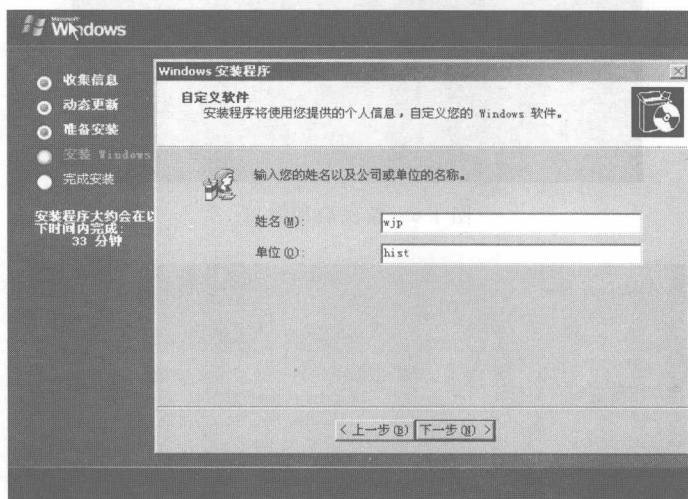 Microsoft
Windows
收集信息
动态更新
准备安装
安装 Windows
完成安装
安装程序大约会在以
下时间内完成:
33 分钟
Windows 安装程序
自定义软件
安装程序将使用您提供的个人信息，自定义您的 Windows 软件。
输入您的姓名以及公司或单位的名称。
姓名(M):
wjp
单位(O):
hist
< 上一步(B)
下一步(N) >